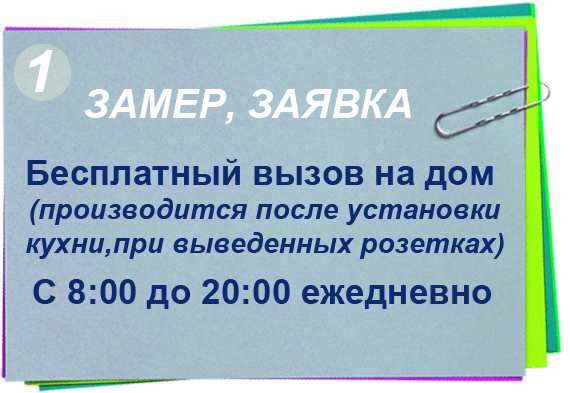 1
ЗАМЕР, ЗАЯВКА
Бесплатный вызов на дом
(производится после установки
кухни,при выведенных розетках)
С 8:00 до 20:00 ежедневно